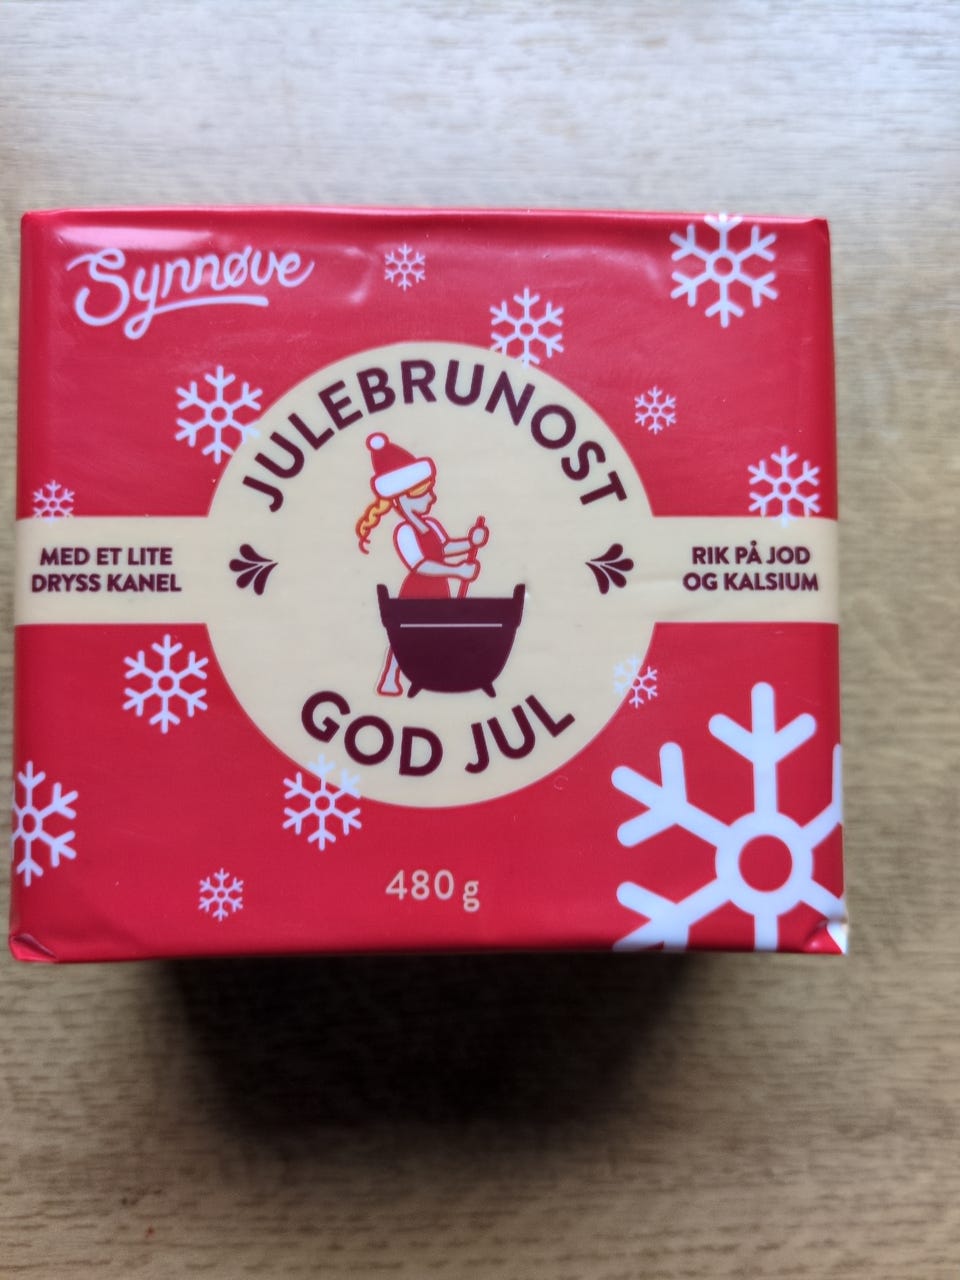 Synnøve
JULEBRUNOST
MED ET LITE
DRYSS KANEL
RIK PÅ JOD
OG KALSIUM
GOD JUL
480 g